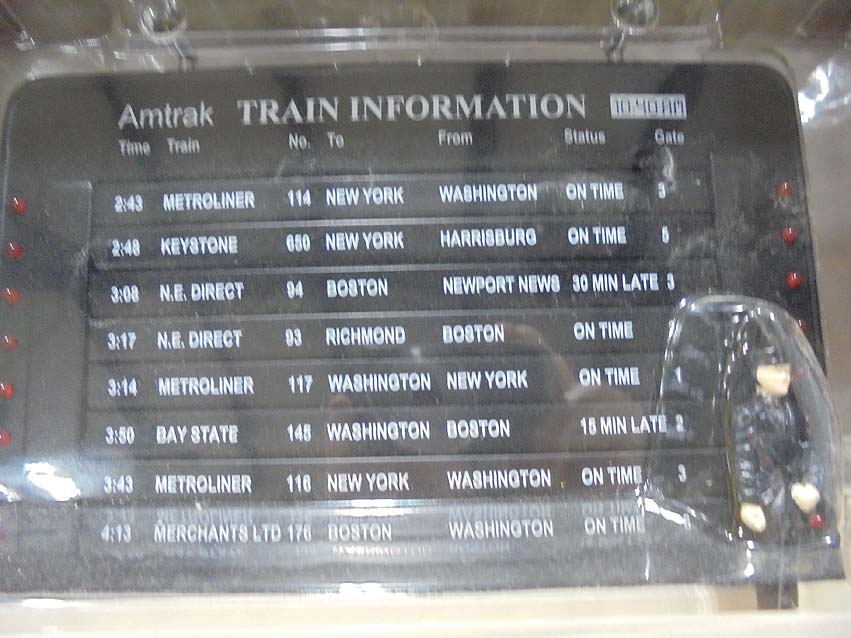 Amtrak TRAIN INFORMATION
Time Train No. To From Status Gate
2:43 METROLINER 114 NEW YORK WASHINGTON ON TIME 3
2:48 KEYSTONE 650 NEW YORK HARRISBURG ON TIME 5
3:08 N.E. DIRECT 94 BOSTON NEWPORT NEWS 30 MIN LATE 3
3:17 N.E. DIRECT 93 RICHMOND BOSTON ON TIME
3:14 METROLINER 117 WASHINGTON NEW YORK ON TIME 1
3:50 BAY STATE 145 WASHINGTON BOSTON 15 MIN LATE 2
3:43 METROLINER 116 NEW YORK WASHINGTON ON TIME 3
4:13 MERCHANTS LTD 176 BOSTON WASHINGTON ON TIME